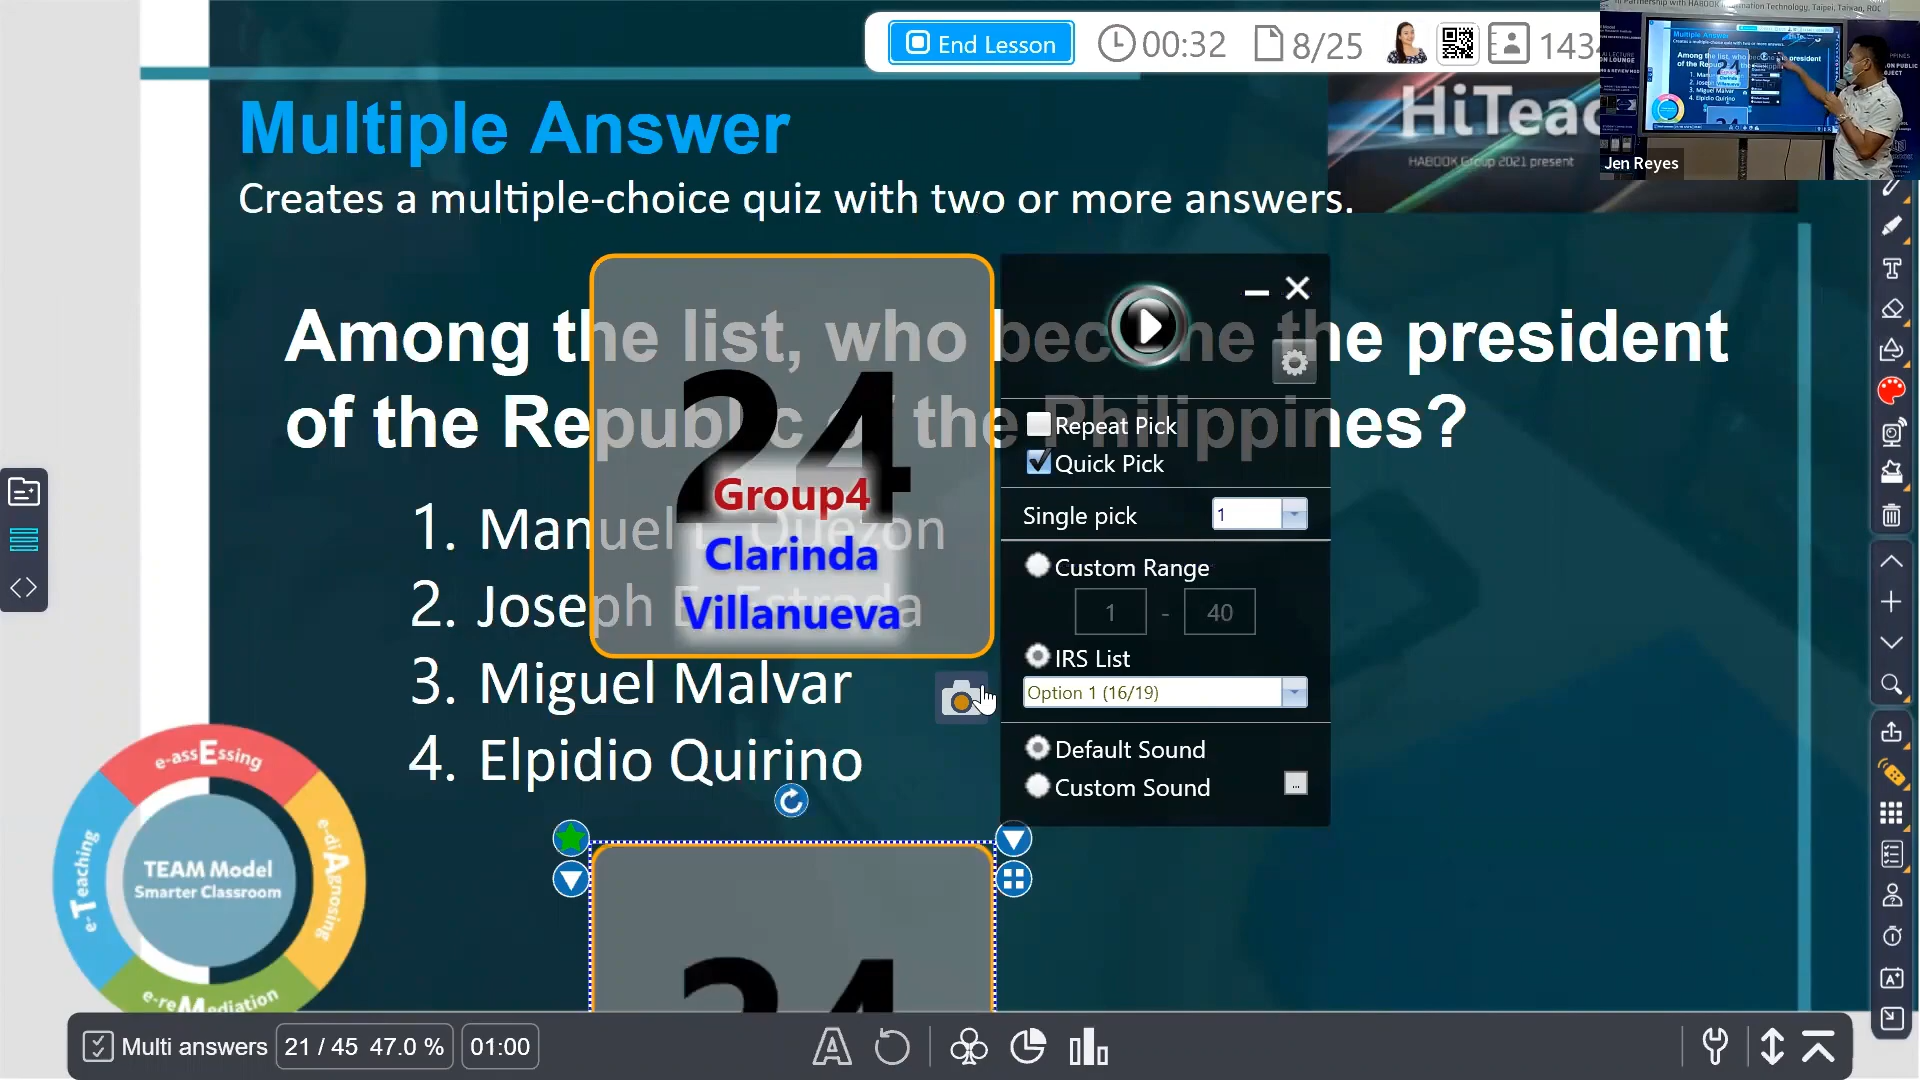 End Lesson 00:32 8/25 143
Multiple Answer
Creates a multiple-choice quiz with two or more answers.
HiTeac
HABOOK Group 2021 present
Jen Reyes
Among the list, who become the president
of the Republic of the Philippines?
1. Manuel L. Quezon
2. Joseph E. Estrada
3. Miguel Malvar
4. Elpidio Quirino
24
Group4
Clarinda
Villanueva
Repeat Pick
Quick Pick
Single pick 1
Custom Range
1 - 40
IRS List
Option 1 (16/19)
Default Sound
Custom Sound ...
24
e-assEssing
e-Teaching
e-diAgnosing
e-reMediation
TEAM Model
Smarter Classroom
Multi answers 21 / 45 47.0 % 01:00